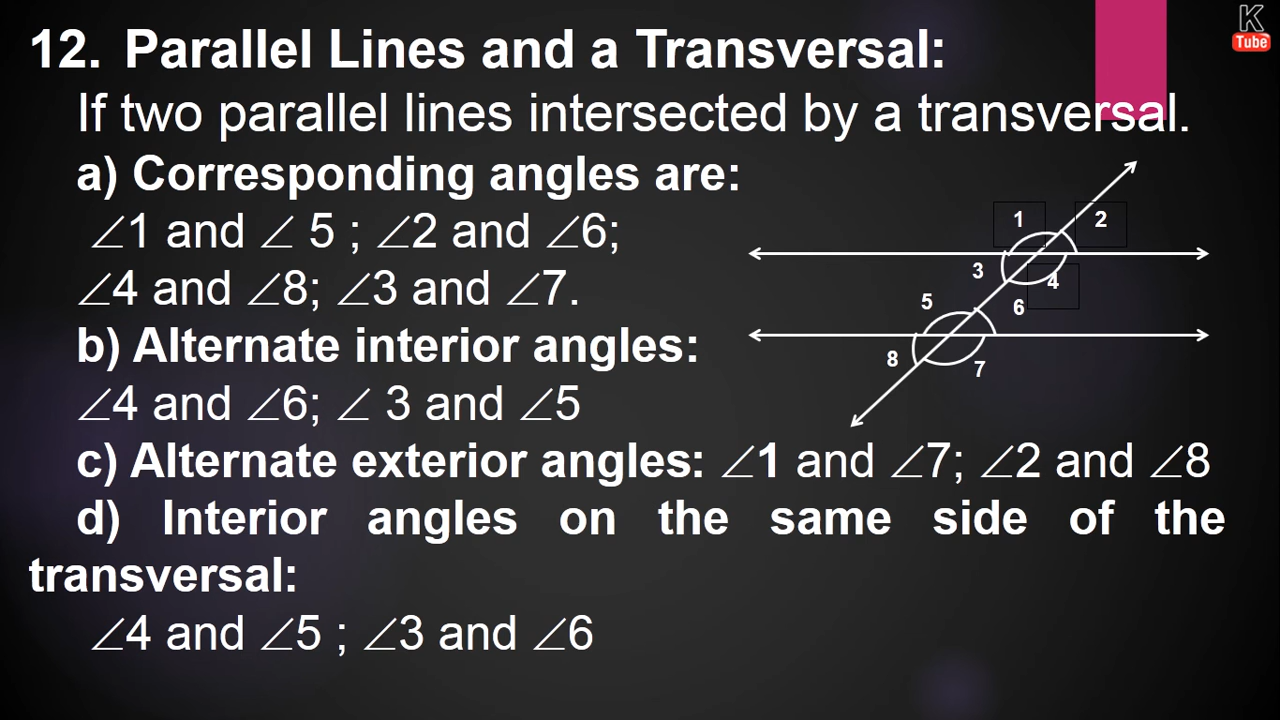 K
Tube
12. Parallel Lines and a Transversal:
If two parallel lines intersected by a transversal.
a) Corresponding angles are:
∠1 and ∠ 5 ; ∠2 and ∠6;
∠4 and ∠8; ∠3 and ∠7.
b) Alternate interior angles:
∠4 and ∠6; ∠ 3 and ∠5
c) Alternate exterior angles: ∠1 and ∠7; ∠2 and ∠8
d) Interior angles on the same side of the
transversal:
∠4 and ∠5 ; ∠3 and ∠6
1 2
3 4
5 6
8 7